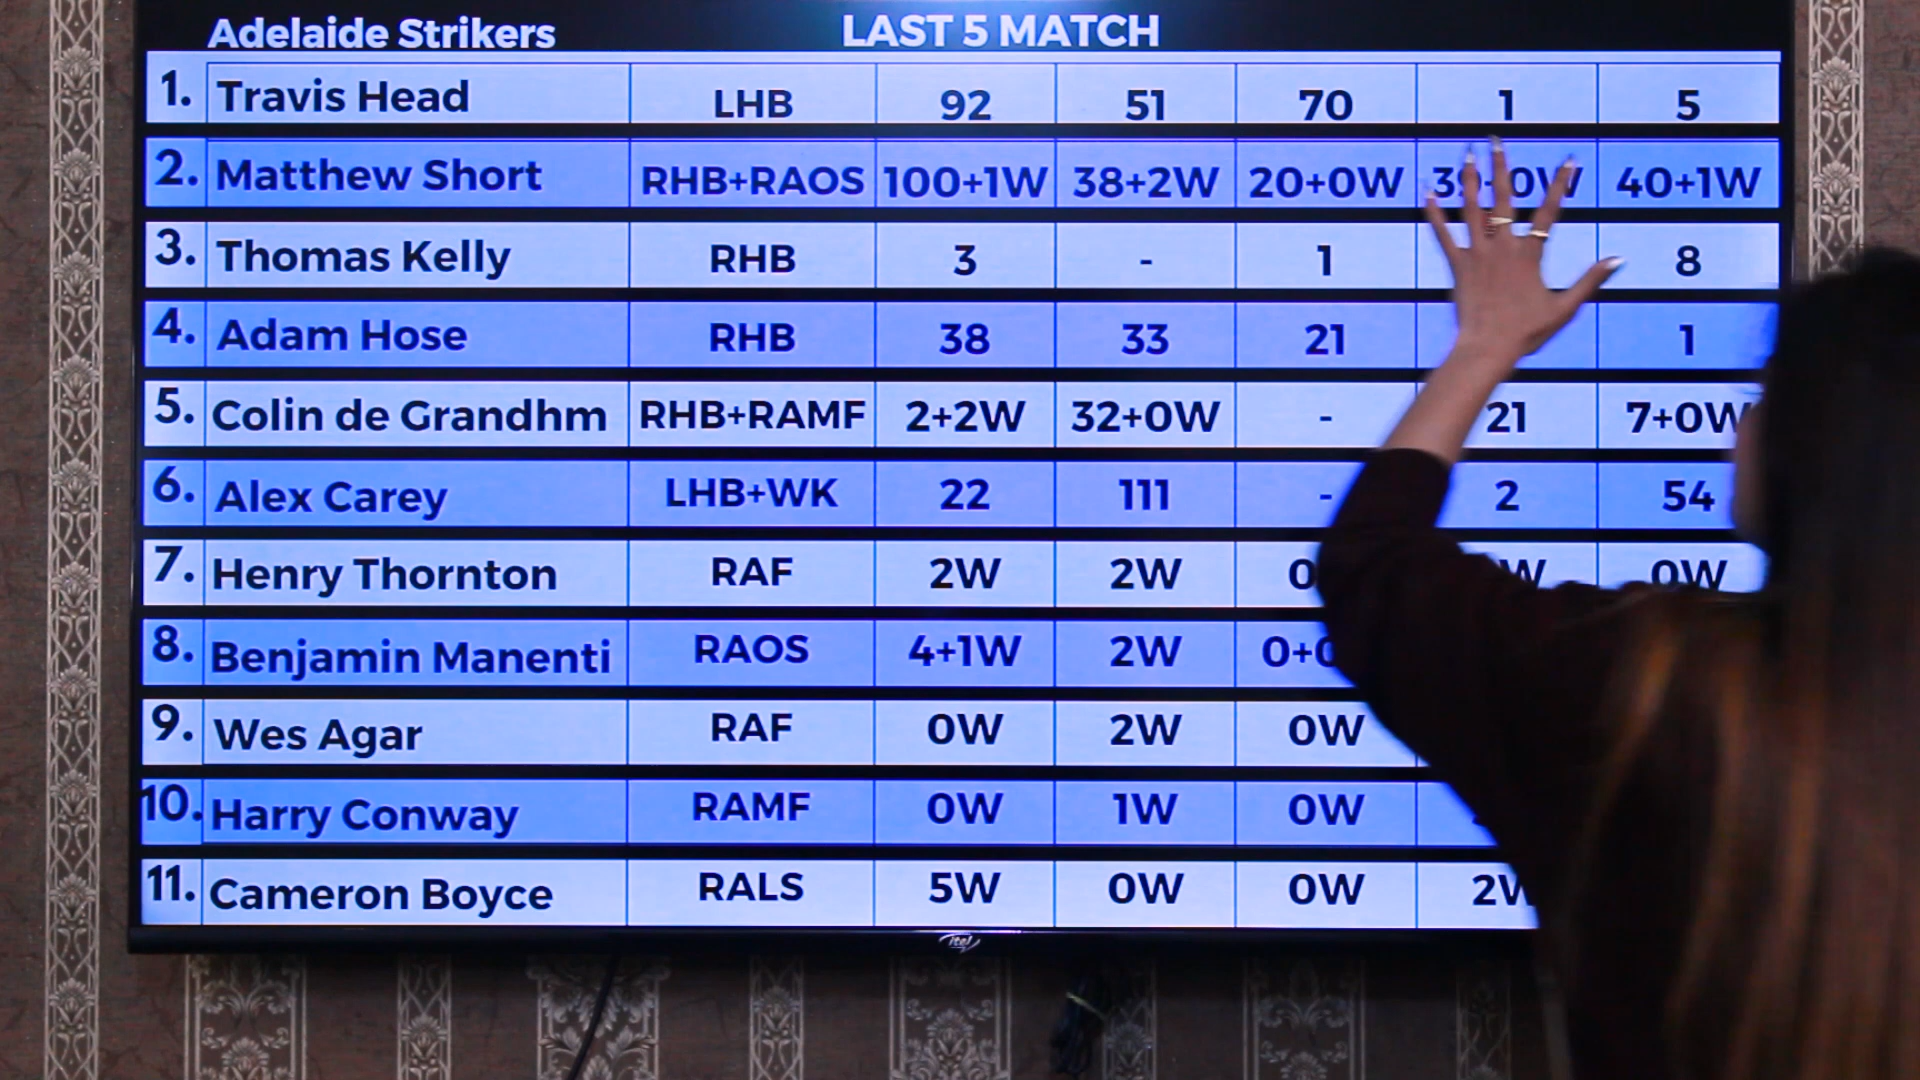 Adelaide Strikers LAST 5 MATCH
1. Travis Head LHB 92 51 70 1 5
2. Matthew Short RHB+RAOS 100+1W 38+2W 20+0W 40+1W
3. Thomas Kelly RHB 3 - 1 8
4. Adam Hose RHB 38 33 21 1
5. Colin de Grandhm RHB+RAMF 2+2W 32+0W - 21 7+0W
6. Alex Carey LHB+WK 22 111 - 2 54
7. Henry Thornton RAF 2W 2W 0W
8. Benjamin Manenti RAOS 4+1W 2W
9. Wes Agar RAF 0W 2W 0W
10. Harry Conway RAMF 0W 1W 0W
11. Cameron Boyce RALS 5W 0W 0W 2W
itel